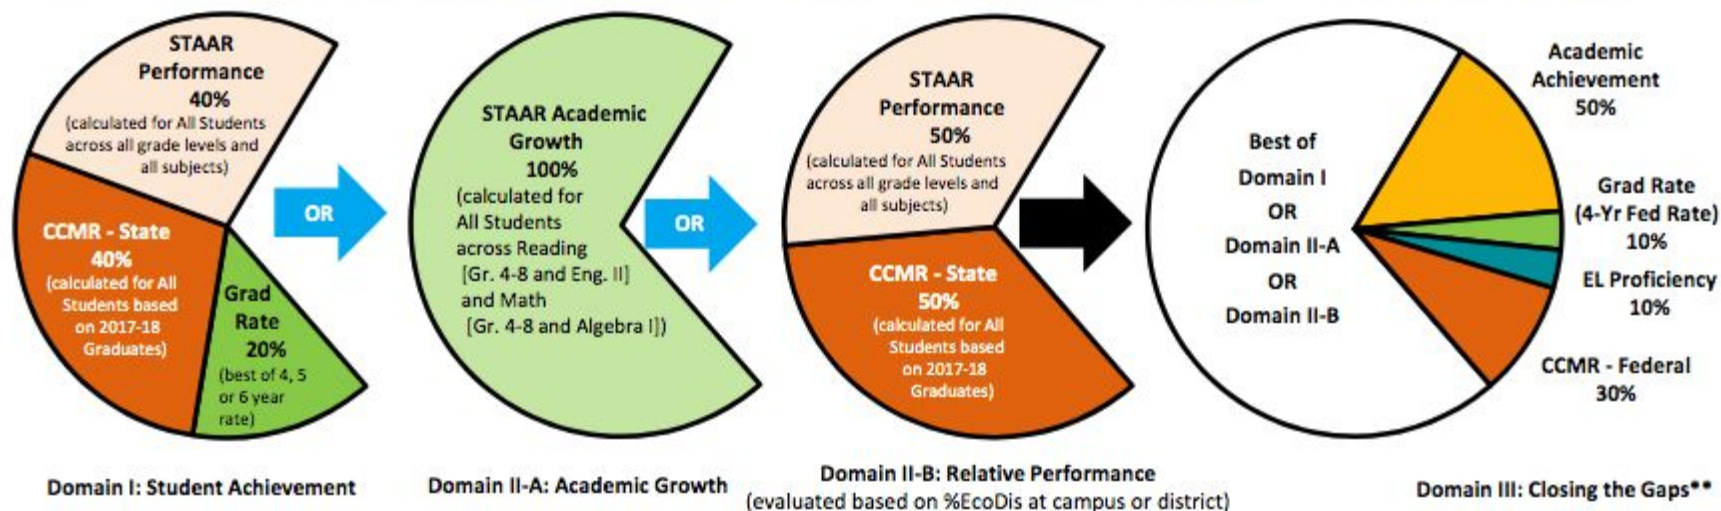 STAAR
Performance
40%
(calculated for All Students
across all grade levels and
all subjects)
CCMR - State
40%
(calculated for All
Students based
on 2017-18
Graduates)
Grad
Rate
20%
(best of 4, 5
or 6 year
rate)
Domain I: Student Achievement
OR
STAAR Academic
Growth
100%
(calculated for
All Students
across Reading
[Gr. 4-8 and Eng. II]
and Math
[Gr. 4-8 and Algebra I])
Domain II-A: Academic Growth
OR
STAAR
Performance
50%
(calculated for All Students
across all grade levels and
all subjects)
CCMR - State
50%
(calculated for All
Students based
on 2017-18
Graduates)
Domain II-B: Relative Performance
(evaluated based on %EcoDis at campus or district)
Best of
Domain I
OR
Domain II-A
OR
Domain II-B
Academic
Achievement
50%
Grad Rate
(4-Yr Fed Rate)
10%
EL Proficiency
10%
CCMR - Federal
30%
Domain III: Closing the Gaps**